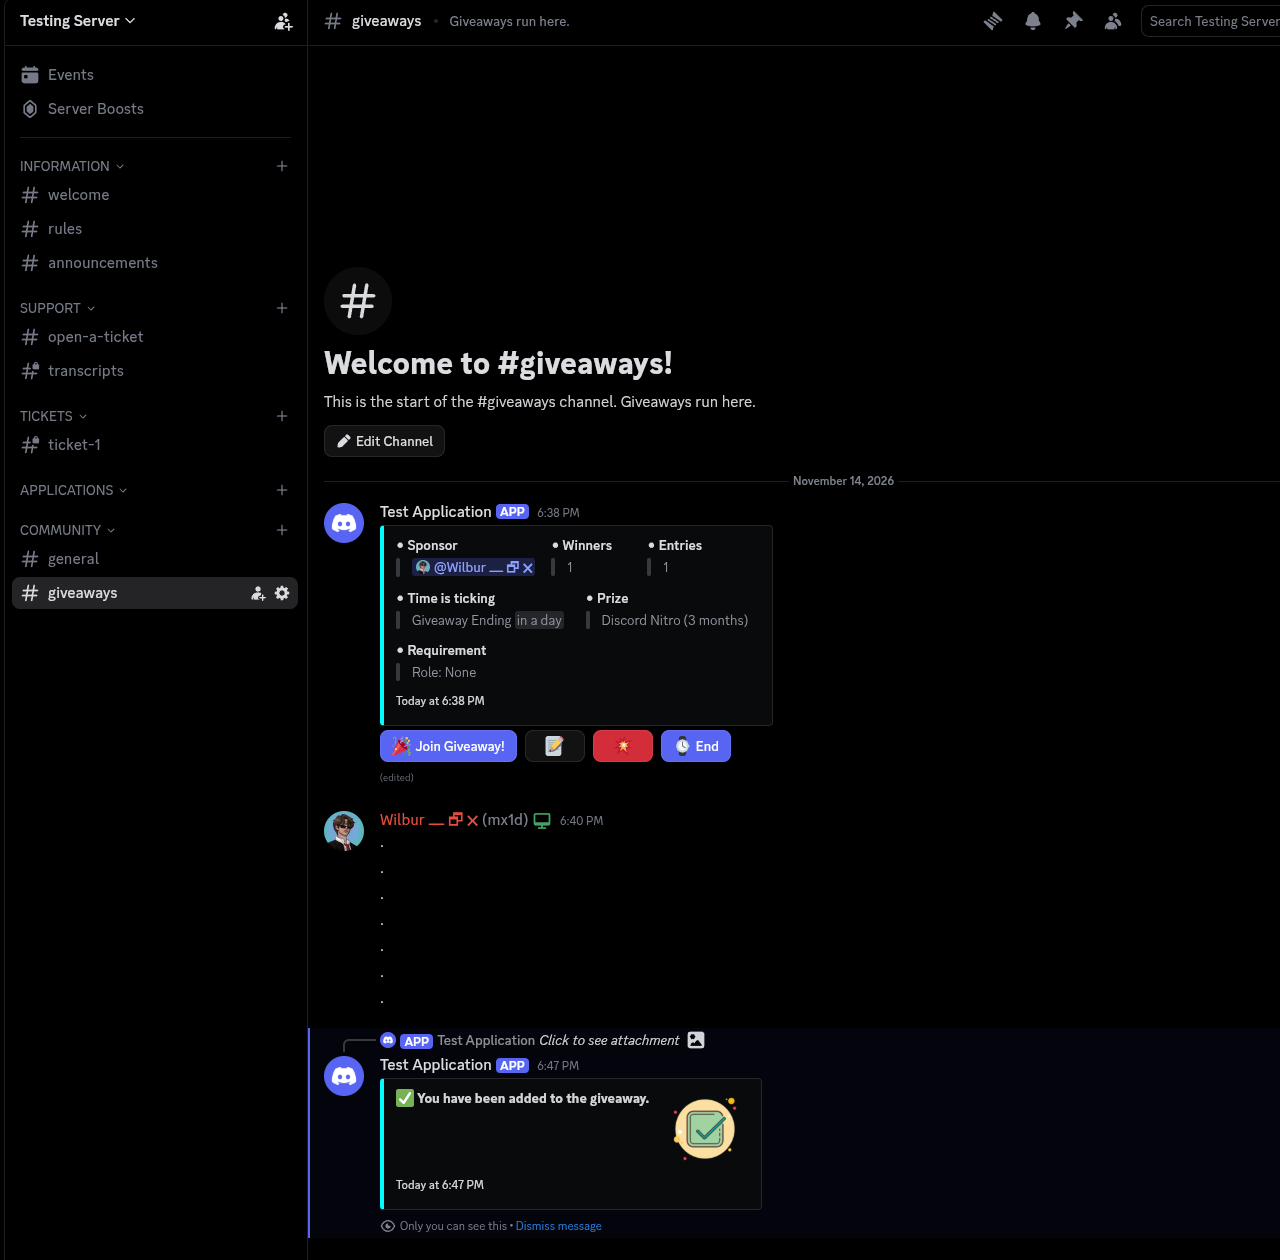 Testing Server
# giveaways • Giveaways run here.
Search Testing Server
Events
Server Boosts
INFORMATION
welcome
rules
announcements
SUPPORT
open-a-ticket
transcripts
TICKETS
ticket-1
APPLICATIONS
COMMUNITY
general
giveaways
Welcome to #giveaways!
This is the start of the #giveaways channel. Giveaways run here.
Edit Channel
November 14, 2026
Test Application APP 6:38 PM
• Sponsor • Winners • Entries
@Wilbur __ 🗗 ✕ 1 1
• Time is ticking • Prize
Giveaway Ending in a day Discord Nitro (3 months)
• Requirement
Role: None
Today at 6:38 PM
🎉 Join Giveaway! 📝 💥 ⌚ End
(edited)
Wilbur __ 🗗 ✕ (mx1d) 6:40 PM
.
.
.
.
.
.
.
APP Test Application Click to see attachment
Test Application APP 6:47 PM
✅ You have been added to the giveaway.
Today at 6:47 PM
Only you can see this • Dismiss message